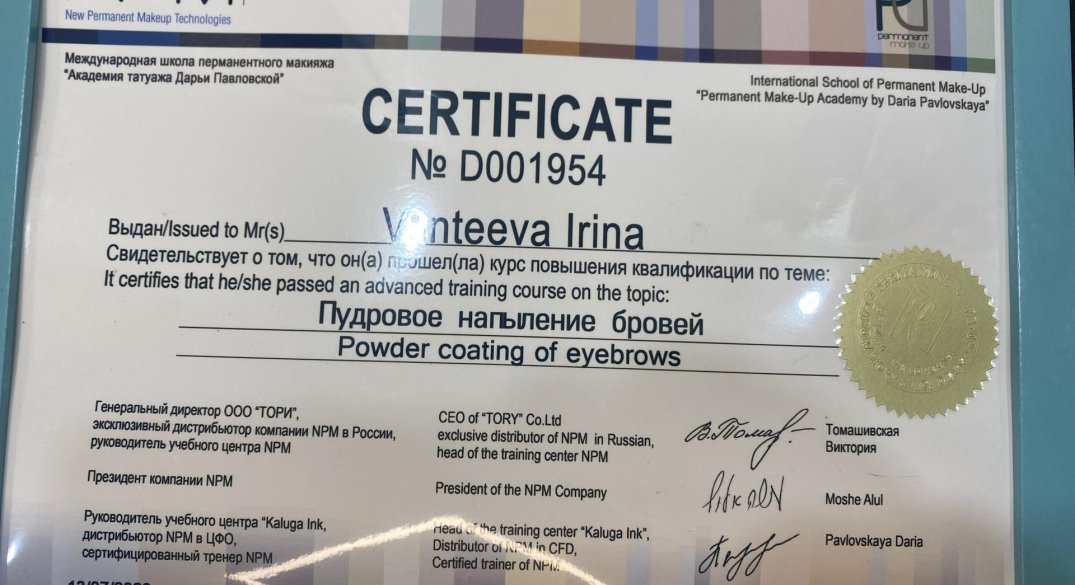 New Permanent Makeup Technologies
permanent
make up
Международная школа перманентного макияжа
"Академия татуажа Дарьи Павловской"
International School of Permanent Make-Up
"Permanent Make-Up Academy by Daria Pavlovskaya"
CERTIFICATE
№ D001954
Выдан/Issued to Mr(s) Irina
Свидетельствует о том, что он(а) прошел(ла) курс повышения квалификации по теме:
It certifies that he/she passed an advanced training course on the topic:
Пудровое напыление бровей
Powder coating of eyebrows
Генеральный директор ООО "ТОРИ",
эксклюзивный дистрибьютор компании NPM в России,
руководитель учебного центра NPM
CEO of "TORY" Co.Ltd
exclusive distributor of NPM in Russian,
head of the training center NPM
Томашивская
Виктория
Президент компании NPM
President of the NPM Company
Moshe Alul
Руководитель учебного центра "Kaluga Ink,
дистрибьютор NPM в ЦФО,
сертифицированный тренер NPM
Head of the training center "Kaluga Ink",
Distributor of NPM in CFD,
Certified trainer of NPM
Pavlovskaya Daria